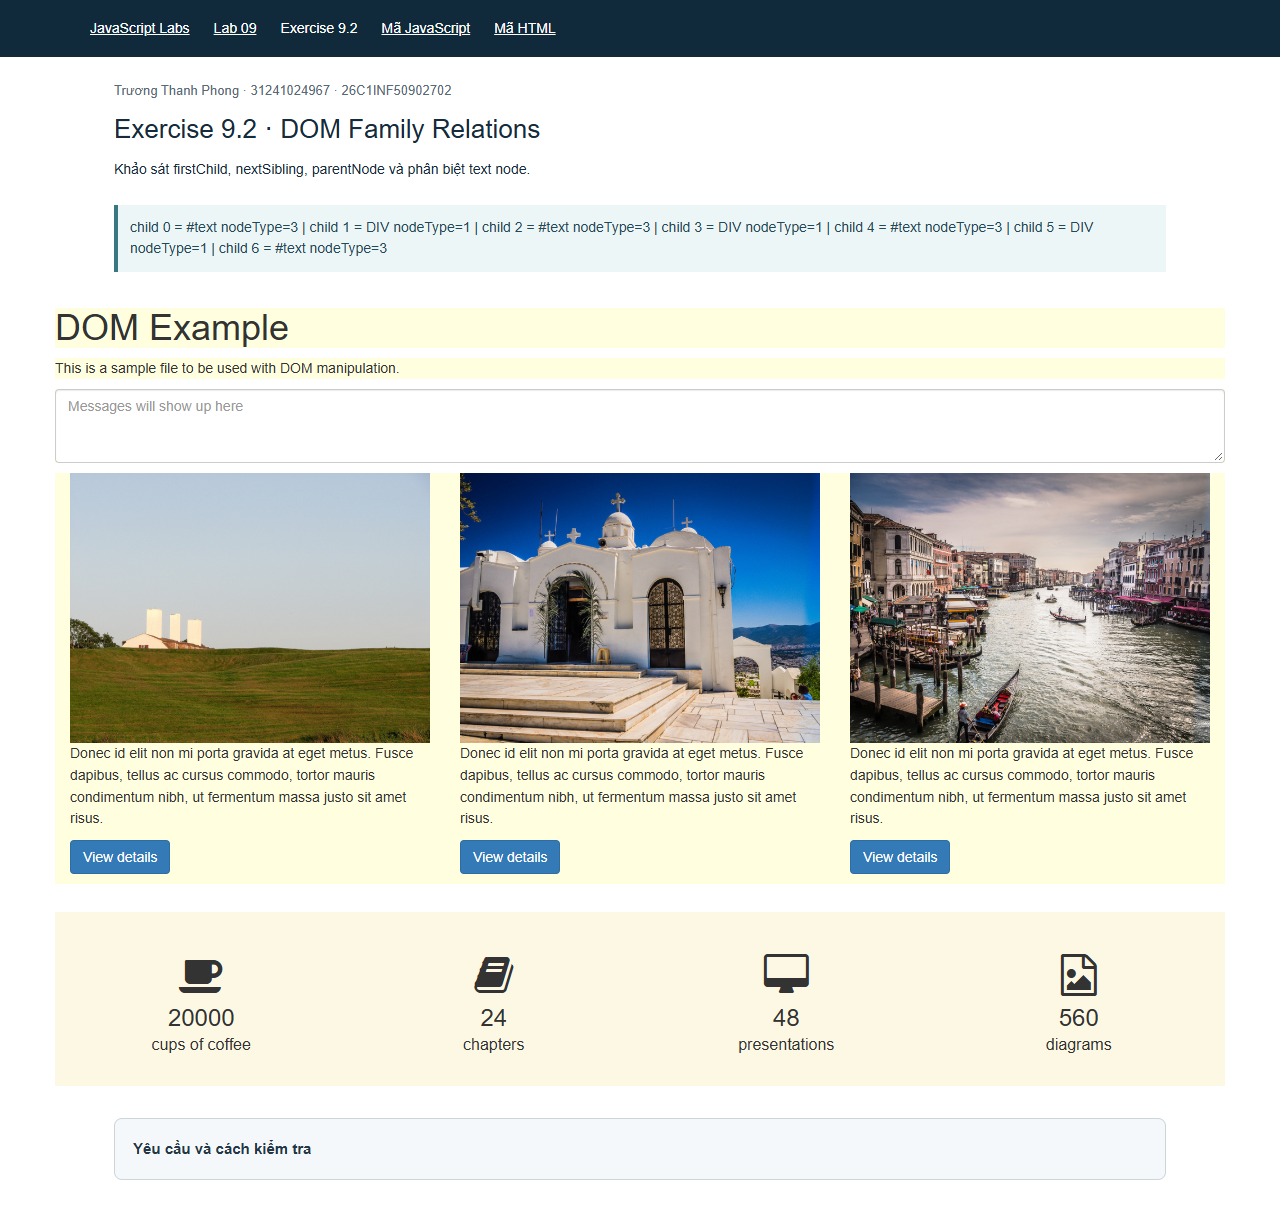 JavaScript Labs Lab 09 Exercise 9.2 Mã JavaScript Mã HTML
Trương Thanh Phong · 31241024967 · 26C1INF50902702
Exercise 9.2 · DOM Family Relations
Khảo sát firstChild, nextSibling, parentNode và phân biệt text node.
child 0 = #text nodeType=3 | child 1 = DIV nodeType=1 | child 2 = #text nodeType=3 | child 3 = DIV nodeType=1 | child 4 = #text nodeType=3 | child 5 = DIV
nodeType=1 | child 6 = #text nodeType=3
DOM Example
This is a sample file to be used with DOM manipulation.
Messages will show up here
Donec id elit non mi porta gravida at eget metus. Fusce
dapibus, tellus ac cursus commodo, tortor mauris
condimentum nibh, ut fermentum massa justo sit amet
risus.
View details
Donec id elit non mi porta gravida at eget metus. Fusce
dapibus, tellus ac cursus commodo, tortor mauris
condimentum nibh, ut fermentum massa justo sit amet
risus.
View details
Donec id elit non mi porta gravida at eget metus. Fusce
dapibus, tellus ac cursus commodo, tortor mauris
condimentum nibh, ut fermentum massa justo sit amet
risus.
View details
20000
cups of coffee
24
chapters
48
presentations
560
diagrams
Yêu cầu và cách kiểm tra